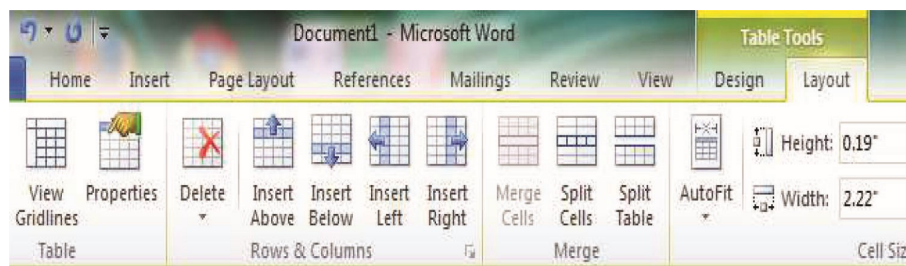 Document1 - Microsoft Word
Table Tools
Home Insert Page Layout References Mailings Review View Design Layout
View Gridlines
Properties
Delete
Insert Above
Insert Below
Insert Left
Insert Right
Merge Cells
Split Cells
Split Table
AutoFit
Height: 0.19"
Width: 2.22"
Table
Rows & Columns
Merge
Cell Siz